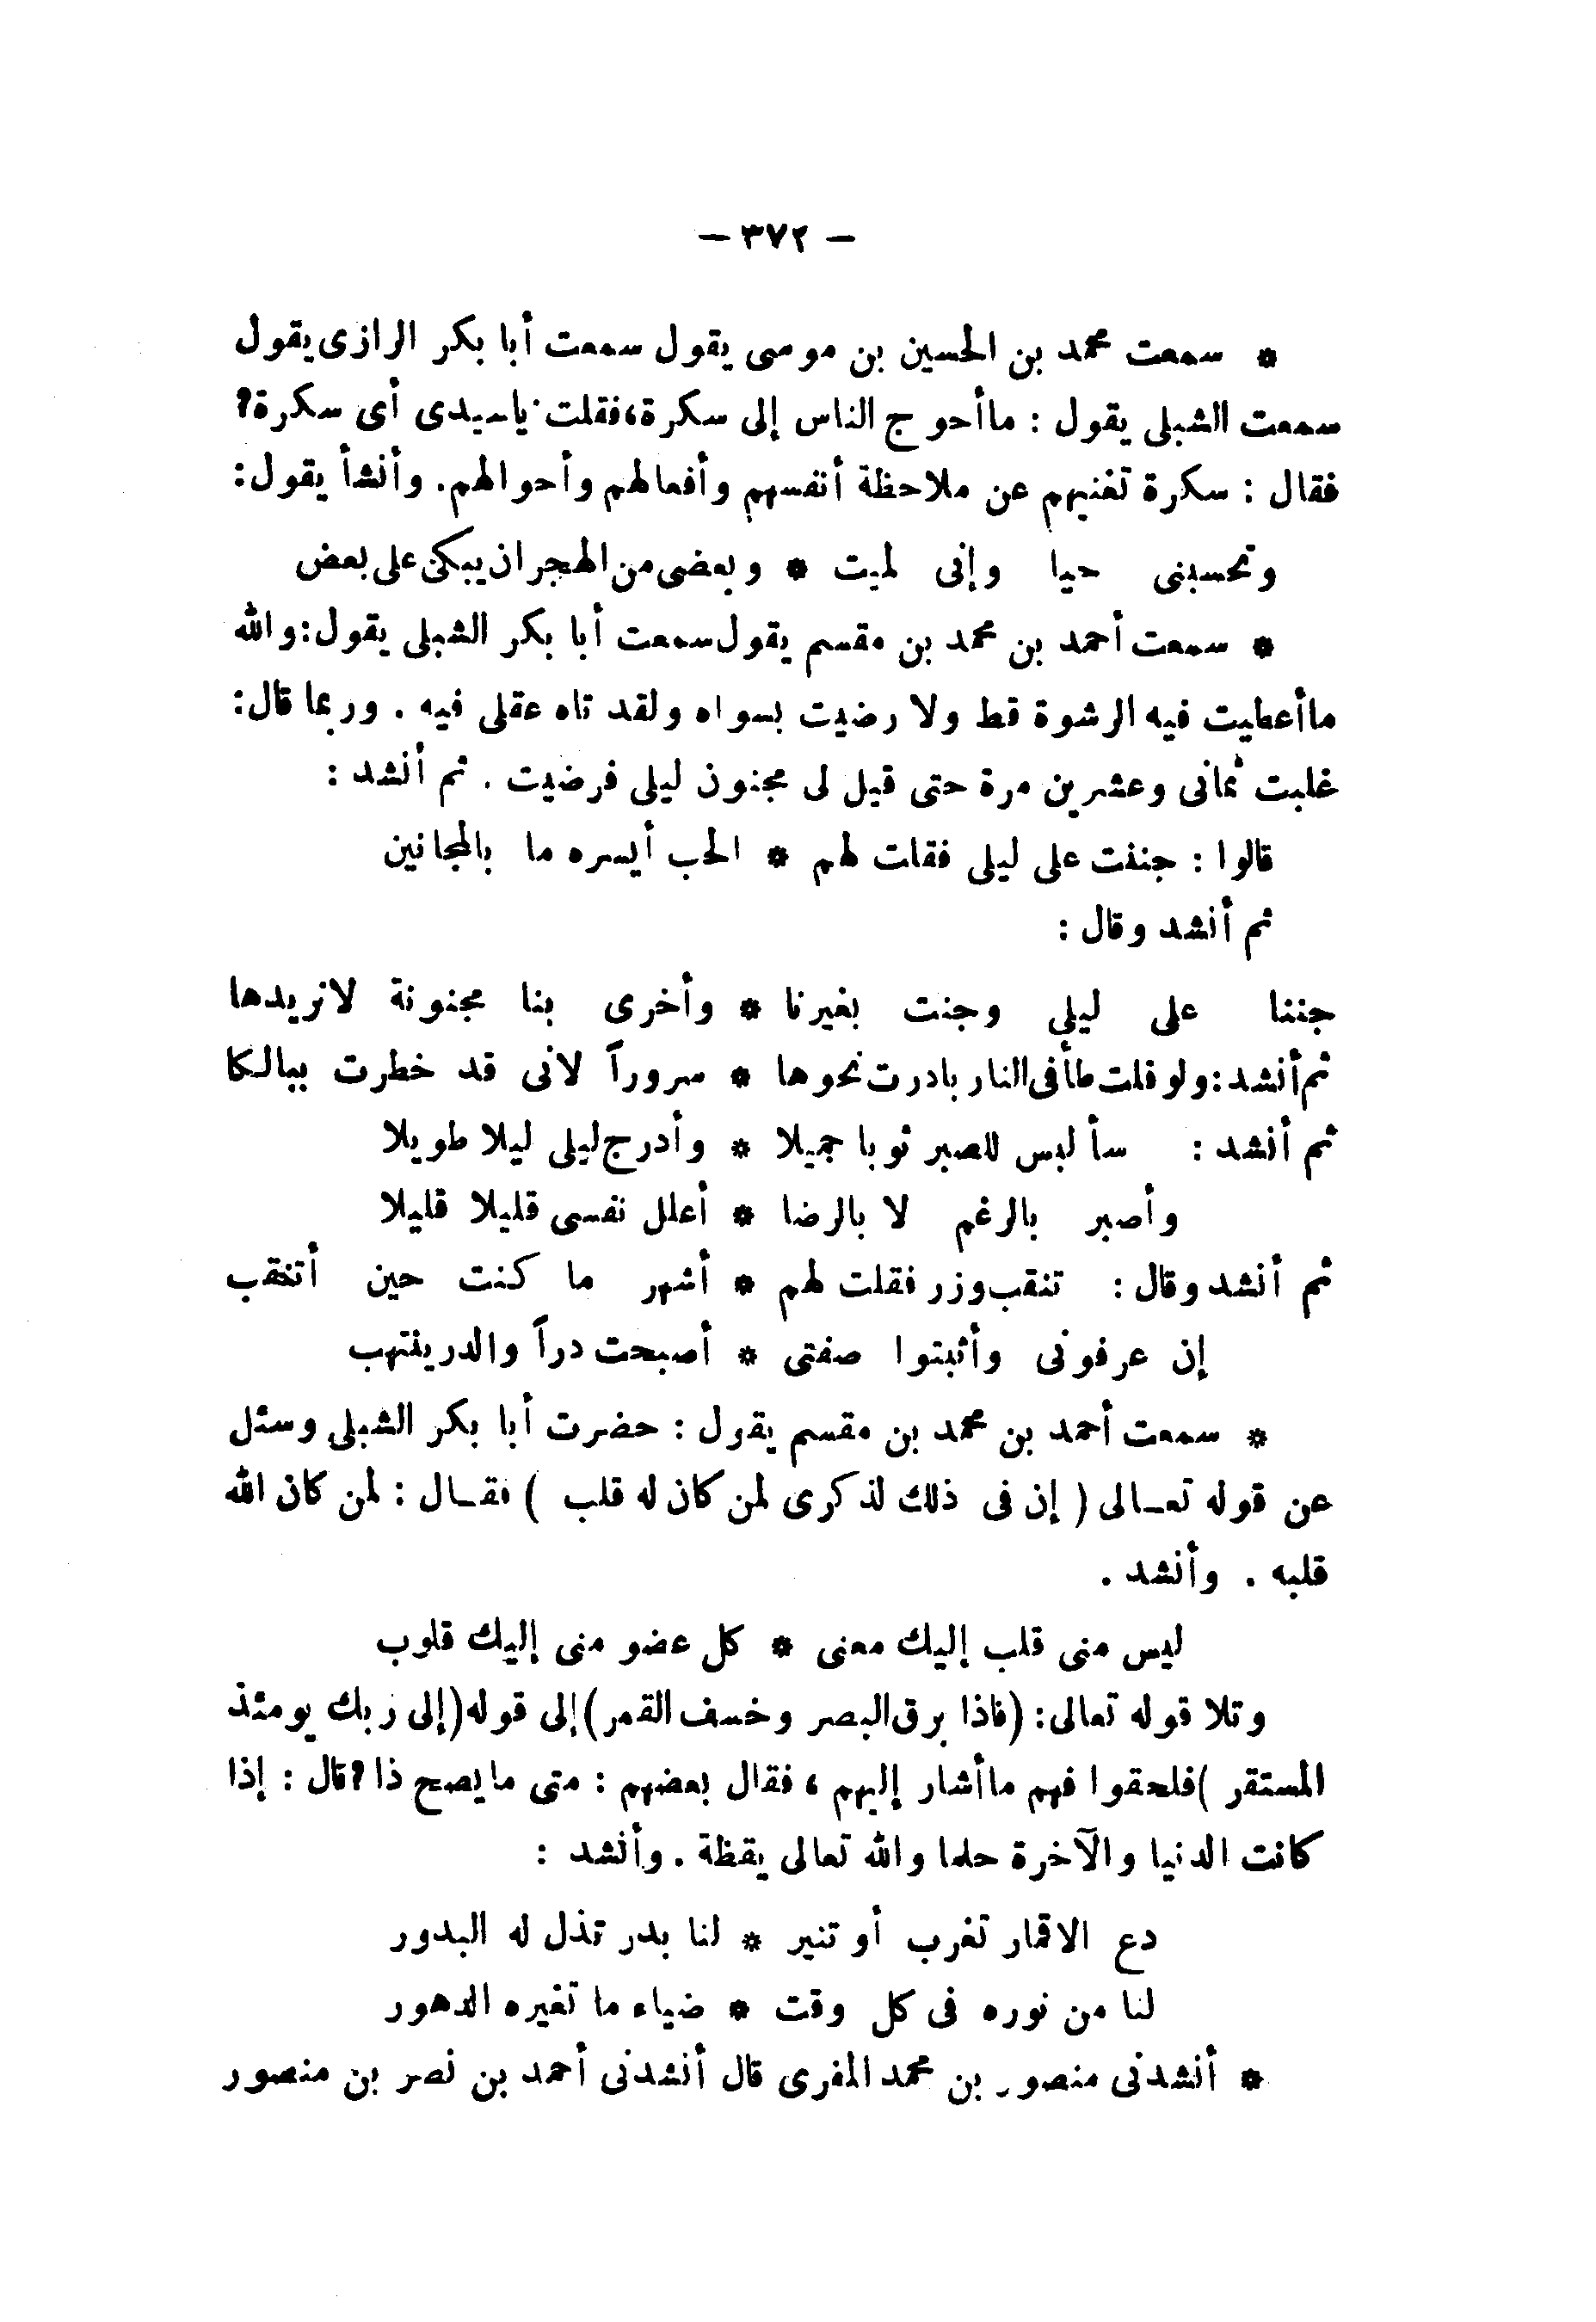 — ٣٧٢ —
* سمعت محمد بن الحسين بن موسى يقول سمعت أبا بكر الرازى يقول
سمعت الشبلى يقول : ما أحوج الناس إلى سكرة، فقلت ياسيدى أى سكرة؟
فقال : سكرة تغنيهم عن ملاحظة أنفسهم وأفعالهم وأحوالهم. وأنشأ يقول:
وتحسبنى حيا وإنى لميت * وبعضى من الهجران يبكى على بعض
* سمعت أحمد بن محمد بن مقسم يقول سمعت أبا بكر الشبلى يقول: والله
ما أعطيت فيه الرشوة قط ولا رضيت بسواه ولقد تاه عقلى فيه . وربما قال:
غلبت ثمانى وعشرين مرة حتى قيل لى مجنون ليلى فرضيت . ثم أنشد :
قالوا : جننت على ليلى فقلت لهم * الحب أيسره ما بالمجانين
ثم أنشد وقال :
جننا على ليلى وجنت بغيرنا * وأخرى بنا مجنونة لانريدها
ثم أنشد: ولو قلت طأ فى النار بادرت نحوها * سروراً لانى قد خطرت ببالكا
ثم أنشد : سألبس للصبر ثوبا جميلا * وأدرج ليلى ليلا طويلا
وأصبر بالرغم لا بالرضا * أعلل نفسى قليلا قليلا
ثم أنشد وقال : تنقب وزر فقلت لهم * أشهر ما كنت حين أتنقب
إن عرفونى وأثبتوا صفتى * أصبحت دراً والدر ينتهب
* سمعت أحمد بن محمد بن مقسم يقول : حضرت أبا بكر الشبلى وسئل
عن قوله تعـالى ( إن فى ذلك لذكرى لمن كان له قلب ) فقـال : لمن كان الله
قلبه . وأنشد .
ليس منى قلب إليك معنى * كل عضو منى إليك قلوب
وتلا قوله تعالى: (فاذا برق البصر وخسف القمر) إلى قوله (إلى ربك يومئذ
المستقر ) فلحقوا فهم ما أشار إليهم ، فقال بعضهم : متى ما يصح ذا ؟ قال : إذا
كانت الدنيا والآخرة حلما والله تعالى يقظة . وأنشد :
دع الاقمار تغرب أو تنير * لنا بدر تذل له البدور
لنا من نوره فى كل وقت * ضياء ما تغيره الدهور
* أنشدنى منصور بن محمد المقرى قال أنشدنى أحمد بن نصر بن منصور